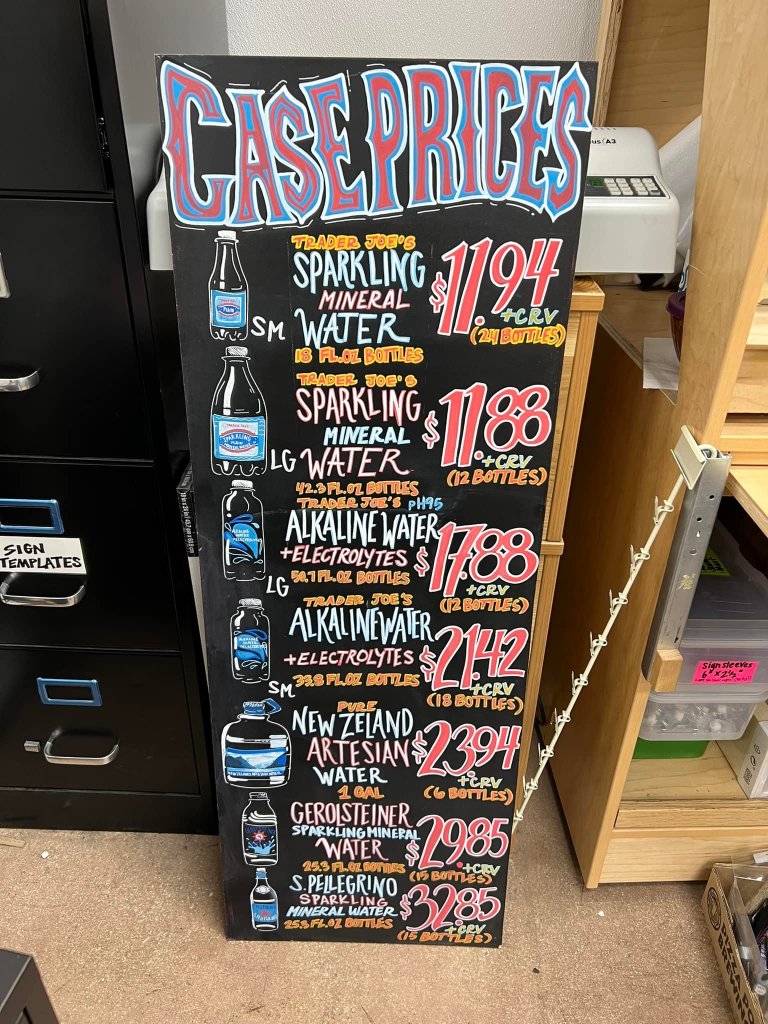 CASE PRICES
TRADER JOE'S
SPARKLING
MINERAL
WATER
18 FL.OZ BOTTLES
SM
$11.94
+CRV
(24 BOTTLES)
TRADER JOE'S
SPARKLING
MINERAL
WATER
42.3 FL.OZ BOTTLES
LG
$11.88
+CRV
(12 BOTTLES)
TRADER JOE'S pH95
ALKALINE WATER
+ELECTROLYTES
50.7 FL.OZ BOTTLES
LG
$17.88
+CRV
(12 BOTTLES)
TRADER JOE'S
ALKALINE WATER
+ELECTROLYTES
33.8 FL.OZ BOTTLES
SM
$21.42
+CRV
(18 BOTTLES)
PURE
NEW ZELAND
ARTESIAN
WATER
1 GAL
$23.94
+CRV
(6 BOTTLES)
GEROLSTEINER
SPARKLING MINERAL
WATER
25.3 FL.OZ BOTTLES
$29.85
+CRV
(15 BOTTLES)
S.PELLEGRINO
SPARKLING
MINERAL WATER
25.3 FL.OZ BOTTLES
$32.85
+CRV
(15 BOTTLES)
SIGN
TEMPLATES
Sign sleeves
6" x 2½"